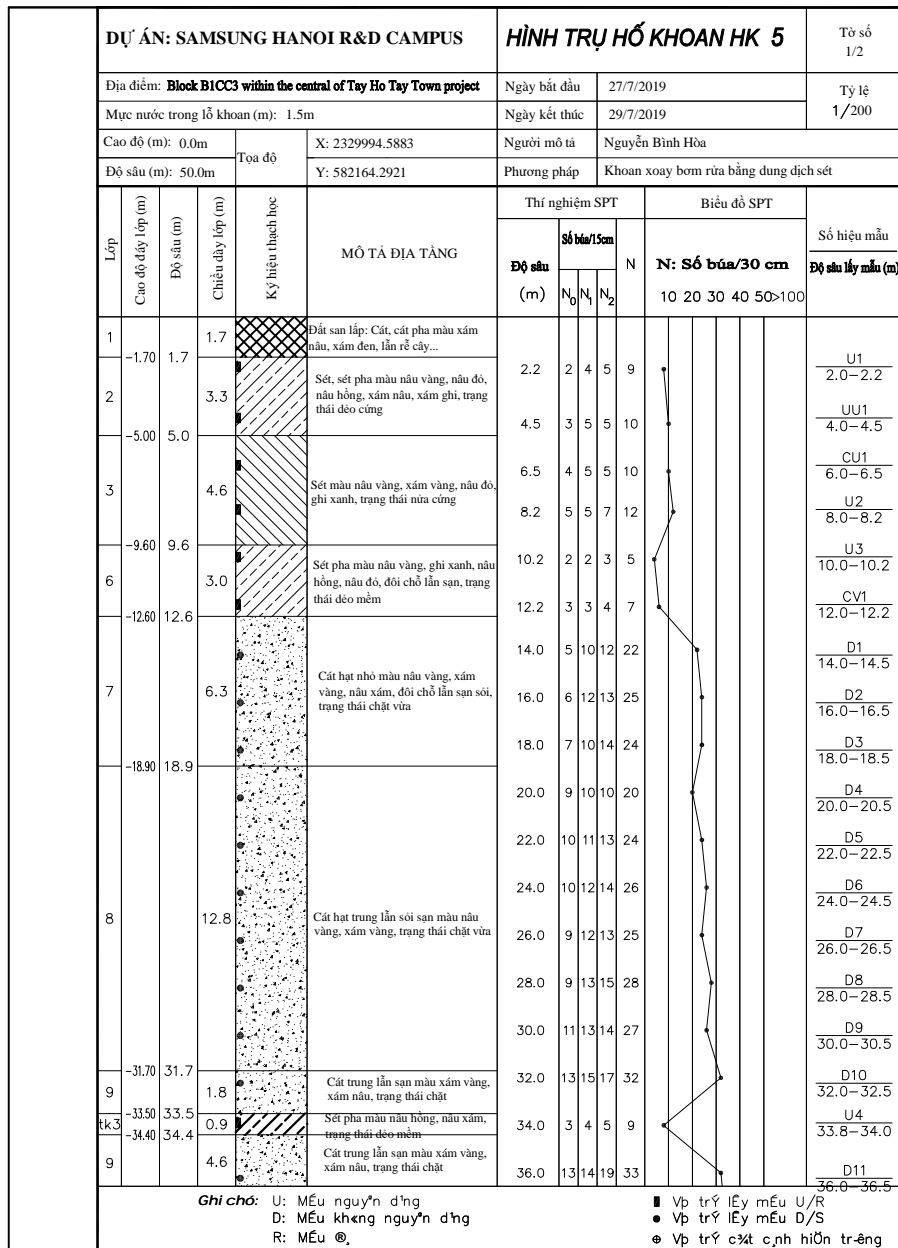 DỰ ÁN: SAMSUNG HANOI R&D CAMPUS
HÌNH TRỤ HỐ KHOAN HK 5
Tờ số
1/2
Địa điểm: Block B1CC3 within the central of Tay Ho Tay Town project
Ngày bắt đầu 27/7/2019
Tỷ lệ
1/200
Mực nước trong lỗ khoan (m): 1.5m
Ngày kết thúc 29/7/2019
Cao độ (m): 0.0m
Tọa độ
X: 2329994.5883
Người mô tả Nguyễn Bình Hòa
Độ sâu (m): 50.0m
Y: 582164.2921
Phương pháp Khoan xoay bơm rửa bằng dung dịch sét
Lớp
Cao độ đáy lớp (m)
Độ sâu (m)
Chiều dày lớp (m)
Ký hiệu thạch học
MÔ TẢ ĐỊA TẦNG
Thí nghiệm SPT
Độ sâu
(m)
Số búa/15cm
N0 N1 N2
N
Biểu đồ SPT
N: Số búa/30 cm
10 20 30 40 50>100
Số hiệu mẫu
Độ sâu lấy mẫu (m)
1 -1.70 1.7 1.7
Đất san lấp: Cát, cát pha màu xám
nâu, xám đen, lẫn rễ cây...
2 -5.00 5.0 3.3
Sét, sét pha màu nâu vàng, nâu đỏ,
nâu hồng, xám nâu, xám ghi, trạng
thái dẻo cứng
3 -9.60 9.6 4.6
Sét màu nâu vàng, xám vàng, nâu đỏ,
ghi xanh, trạng thái nửa cứng
6 -12.60 12.6 3.0
Sét pha màu nâu vàng, ghi xanh, nâu
hồng, nâu đỏ, đôi chỗ lẫn sạn, trạng
thái dẻo mềm
7 -18.90 18.9 6.3
Cát hạt nhỏ màu nâu vàng, xám
vàng, nâu xám, đôi chỗ lẫn sạn sỏi,
trạng thái chặt vừa
8 -31.70 31.7 12.8
Cát hạt trung lẫn sỏi sạn màu nâu
vàng, xám vàng, trạng thái chặt vừa
9 -33.50 33.5 1.8
Cát trung lẫn sạn màu xám vàng,
xám nâu, trạng thái chặt
tk3 -34.40 34.4 0.9
Sét pha màu nâu hồng, nâu xám,
trạng thái dẻo mềm
9 4.6
Cát trung lẫn sạn màu xám vàng,
xám nâu, trạng thái chặt
2.2 2 4 5 9
U1
2.0-2.2
4.5 3 5 5 10
UU1
4.0-4.5
6.5 4 5 5 10
CU1
6.0-6.5
8.2 5 5 7 12
U2
8.0-8.2
10.2 2 2 3 5
U3
10.0-10.2
12.2 3 3 4 7
CV1
12.0-12.2
14.0 5 10 12 22
D1
14.0-14.5
16.0 6 12 13 25
D2
16.0-16.5
18.0 7 10 14 24
D3
18.0-18.5
20.0 9 10 10 20
D4
20.0-20.5
22.0 10 11 13 24
D5
22.0-22.5
24.0 10 12 14 26
D6
24.0-24.5
26.0 9 12 13 25
D7
26.0-26.5
28.0 9 13 15 28
D8
28.0-28.5
30.0 11 13 14 27
D9
30.0-30.5
32.0 13 15 17 32
D10
32.0-32.5
34.0 3 4 5 9
U4
33.8-34.0
36.0 13 14 19 33
D11
36.0-36.5
Ghi chó: U: MÉu nguyªn d¹ng
D: MÉu kh«ng nguyªn d¹ng
R: MÉu ®¸
Vþ trÝ lÊy mÉu U/R
Vþ trÝ lÊy mÉu D/S
Vþ trÝ c¾t c¸nh hiÖn tr-êng